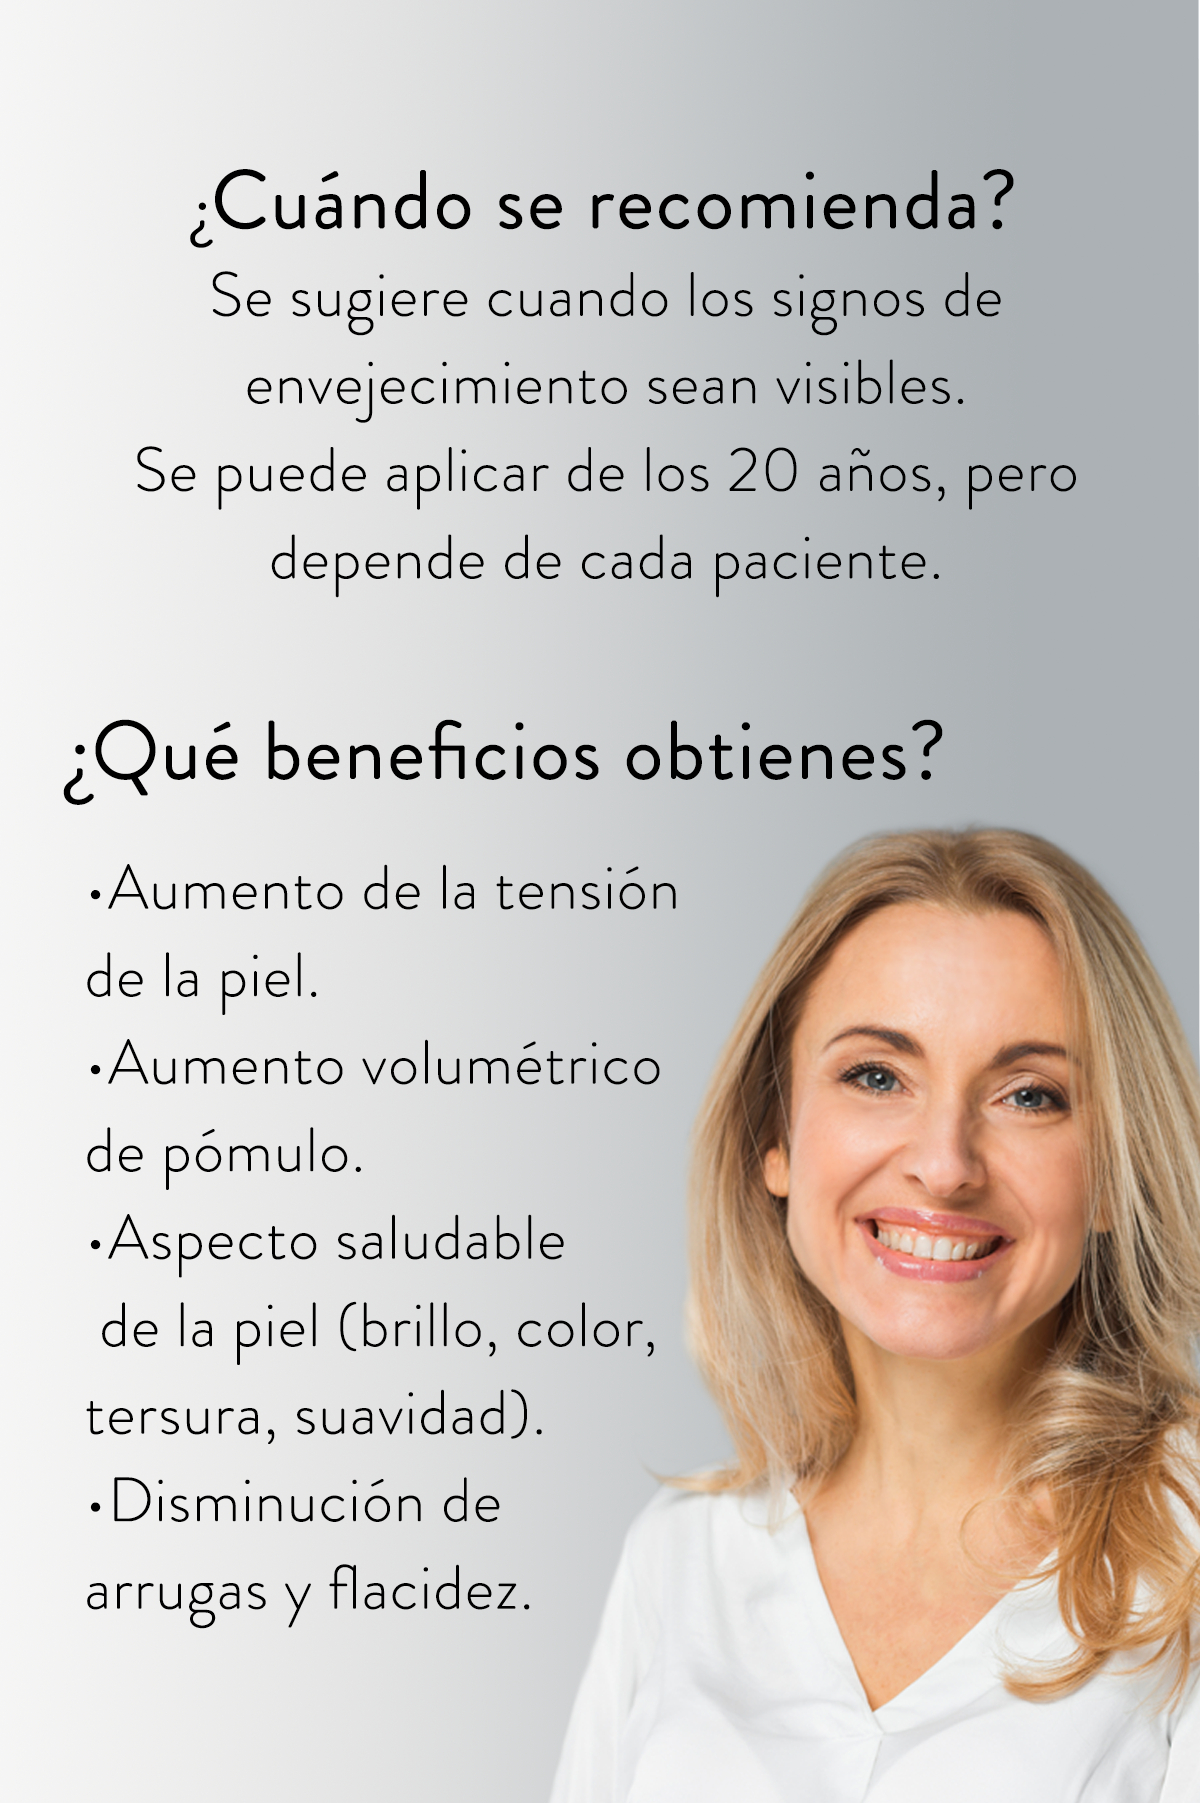 ¿Cuándo se recomienda?
Se sugiere cuando los signos de
envejecimiento sean visibles.
Se puede aplicar de los 20 años, pero
depende de cada paciente.
¿Qué beneficios obtienes?
•Aumento de la tensión
de la piel.
•Aumento volumétrico
de pómulo.
•Aspecto saludable
de la piel (brillo, color,
tersura, suavidad).
•Disminución de
arrugas y flacidez.